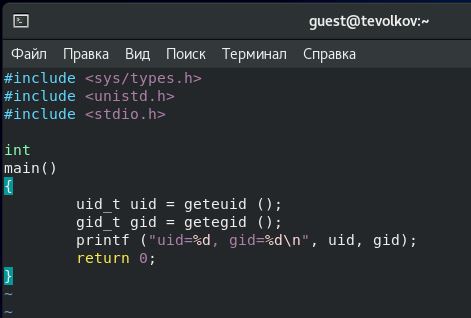 guest@tevolkov:~
Файл Правка Вид Поиск Терминал Справка
#include <sys/types.h>
#include <unistd.h>
#include <stdio.h>

int
main()
{
        uid_t uid = geteuid ();
        gid_t gid = getegid ();
        printf ("uid=%d, gid=%d\n", uid, gid);
        return 0;
}
~
~